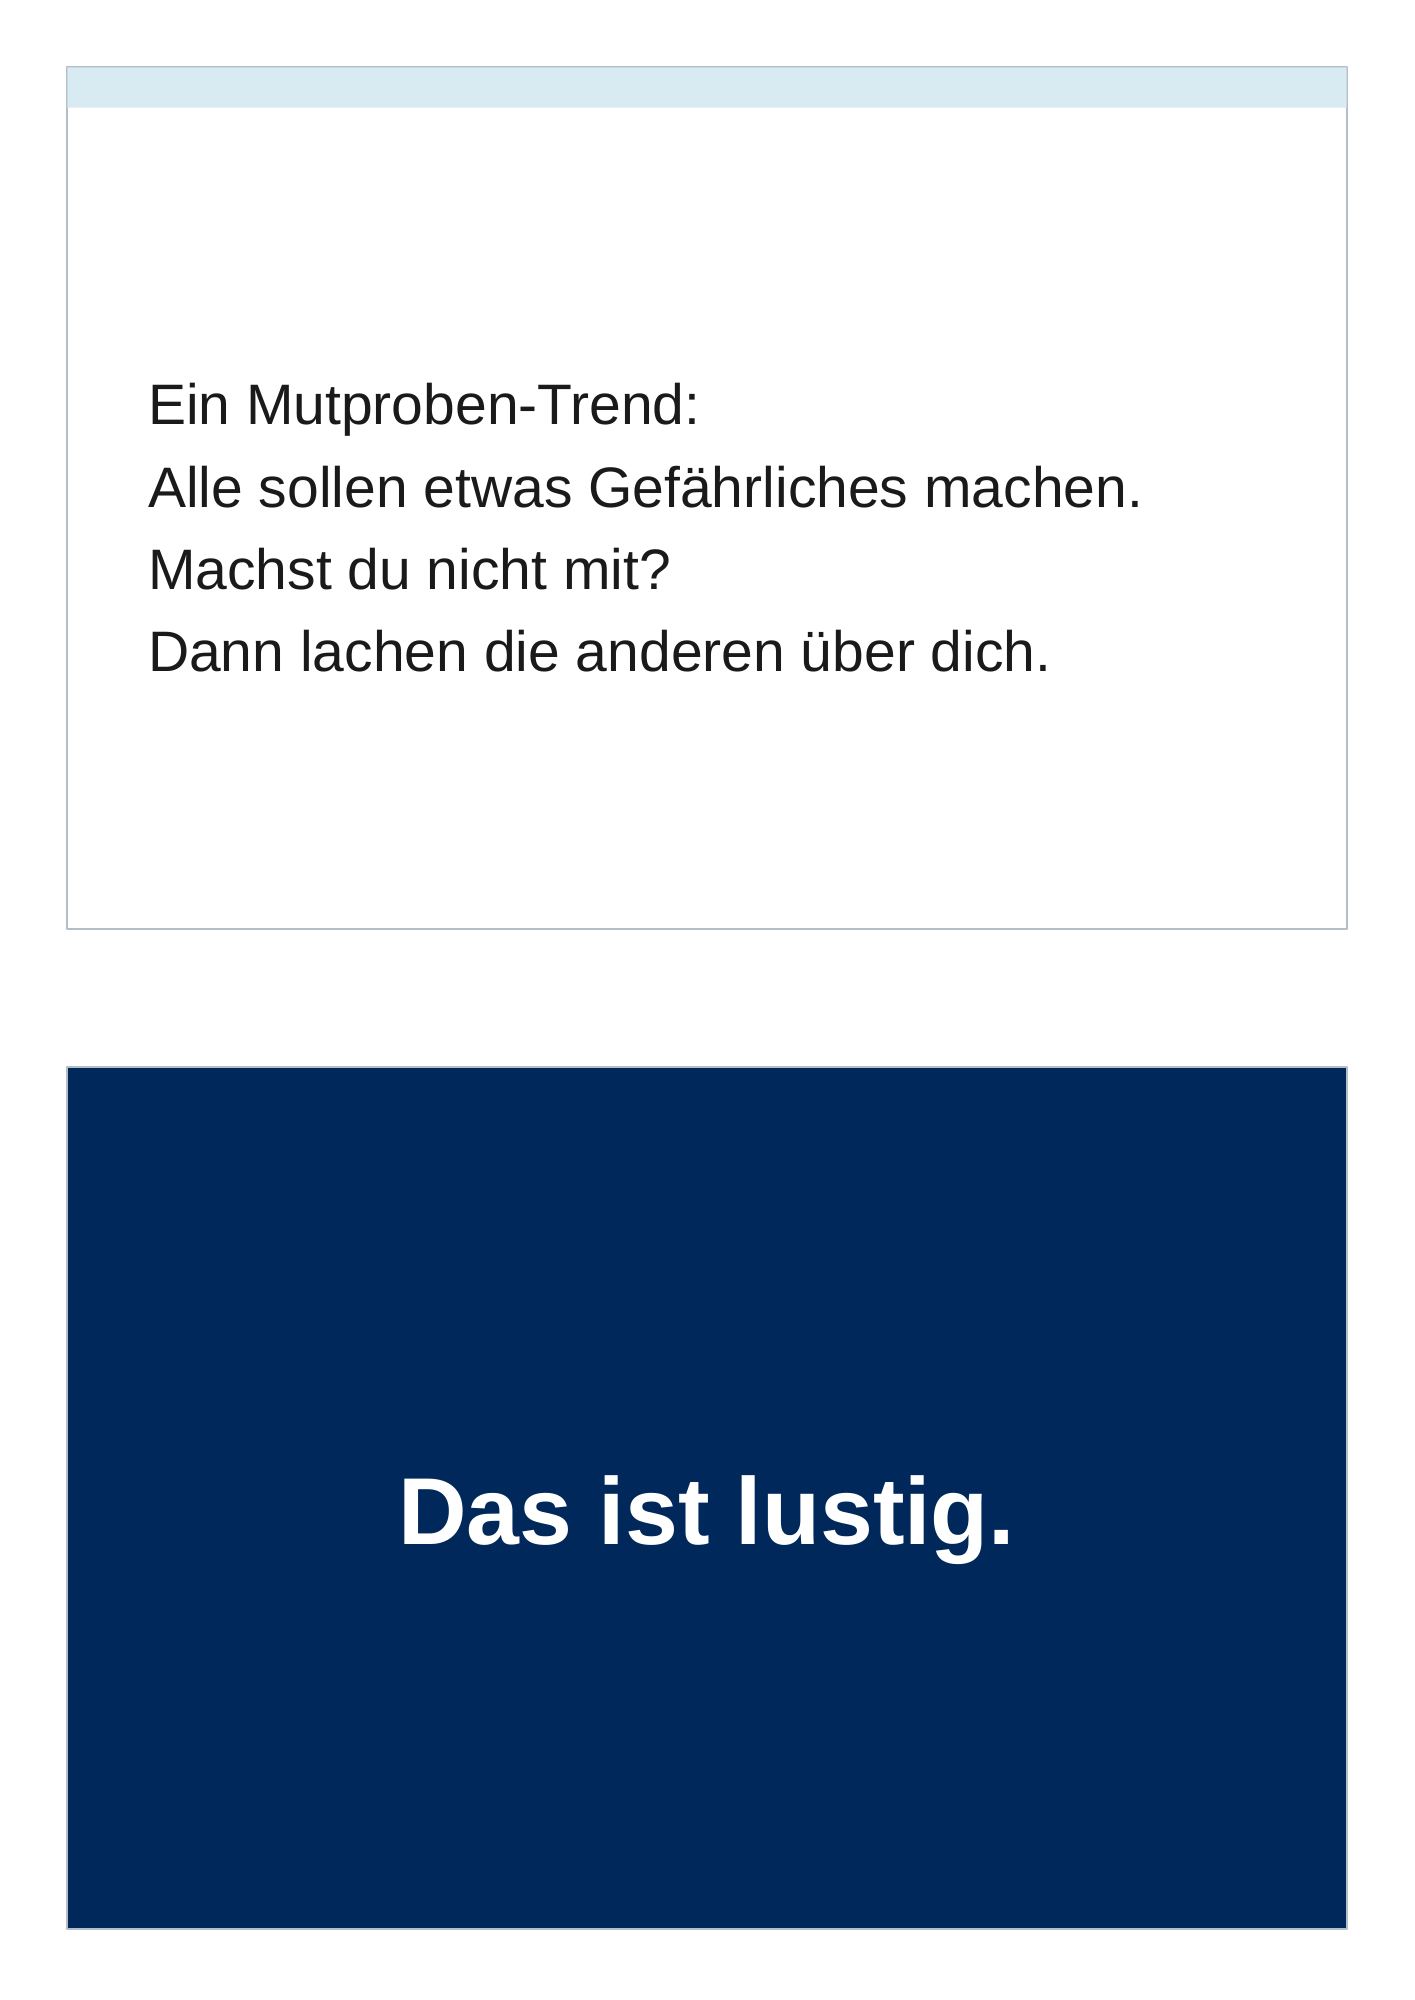 Ein Mutproben-Trend:
Alle sollen etwas Gefährliches machen.
Machst du nicht mit?
Dann lachen die anderen über dich.
Das ist lustig.